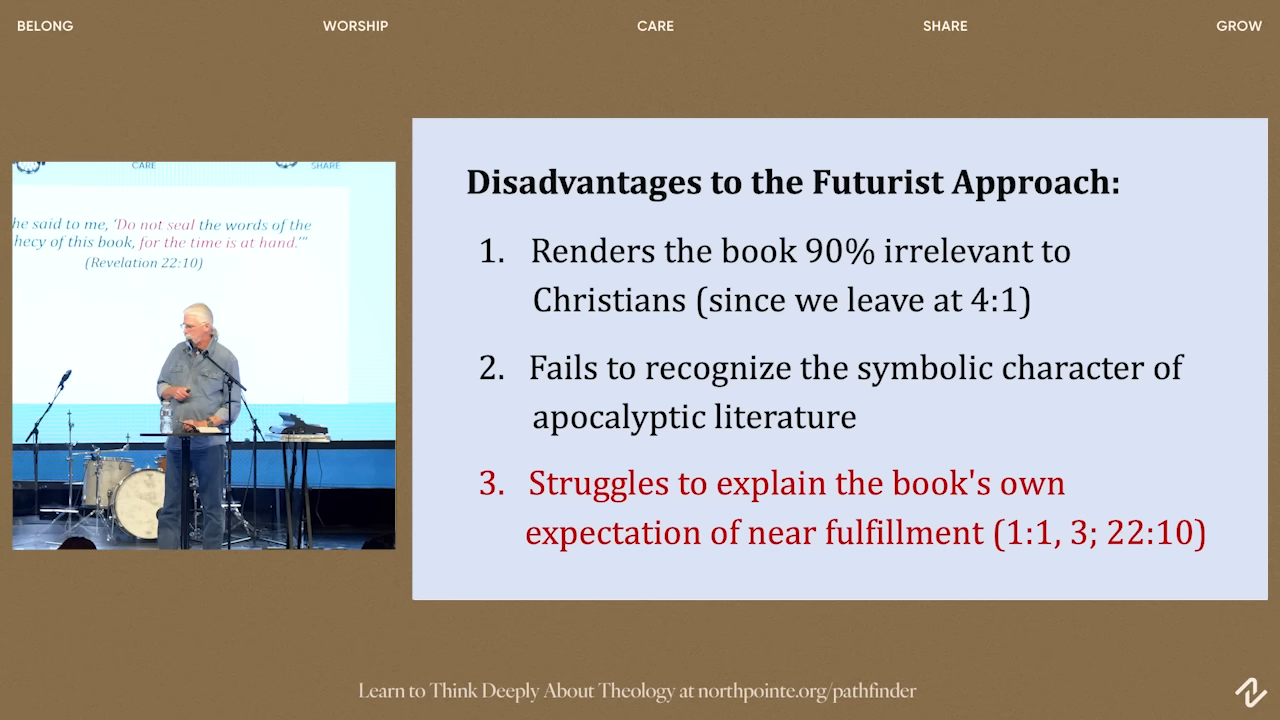 BELONG
WORSHIP
CARE
SHARE
GROW
CARE
SHARE
he said to me, ‘Do not seal the words of the
hecy of this book, for the time is at hand.’”
(Revelation 22:10)
Disadvantages to the Futurist Approach:
1. Renders the book 90% irrelevant to
Christians (since we leave at 4:1)
2. Fails to recognize the symbolic character of
apocalyptic literature
3. Struggles to explain the book's own
expectation of near fulfillment (1:1, 3; 22:10)
Learn to Think Deeply About Theology at northpointe.org/pathfinder